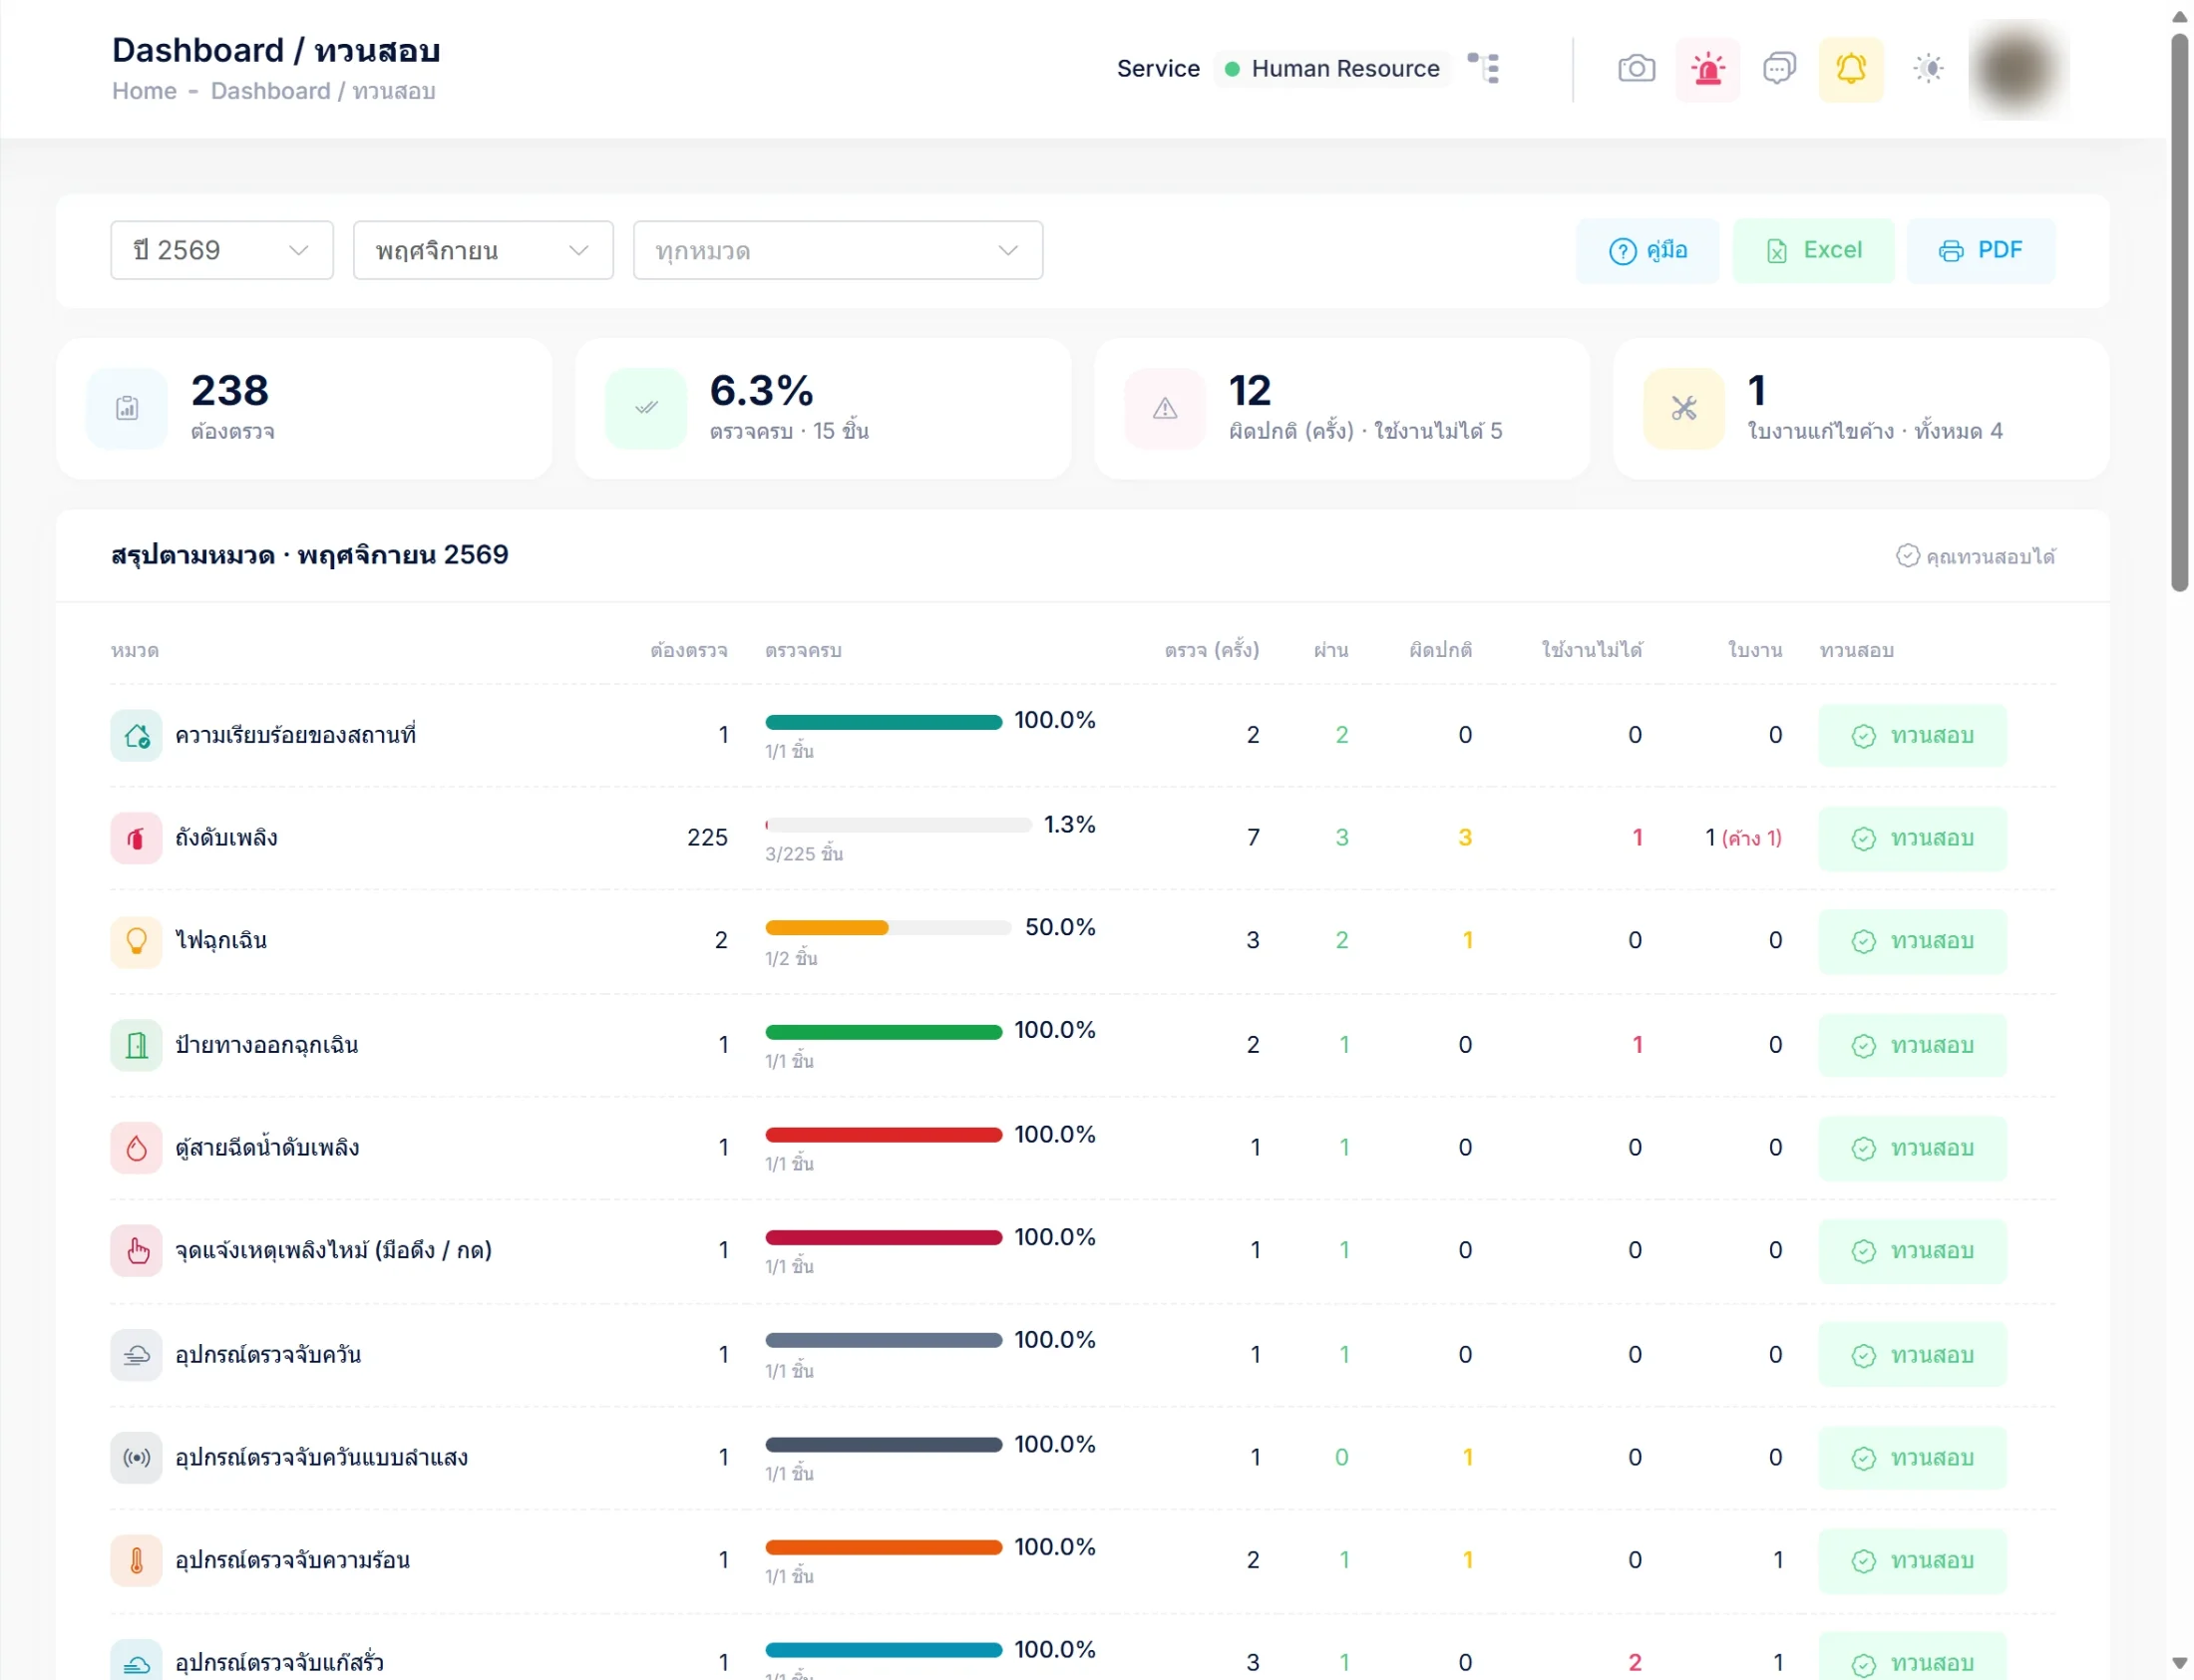 Dashboard / ทวนสอบ
Home - Dashboard / ทวนสอบ
Service Human Resource
ปี 2569 พฤศจิกายน ทุกหมวด คู่มือ Excel PDF
238
ต้องตรวจ
6.3%
ตรวจครบ · 15 ชิ้น
12
ผิดปกติ (ครั้ง) · ใช้งานไม่ได้ 5
1
ใบงานแก้ไขค้าง · ทั้งหมด 4
สรุปตามหมวด · พฤศจิกายน 2569 คุณทวนสอบได้
หมวด ต้องตรวจ ตรวจครบ ตรวจ (ครั้ง) ผ่าน ผิดปกติ ใช้งานไม่ได้ ใบงาน ทวนสอบ
ความเรียบร้อยของสถานที่ 1 100.0% 2 2 0 0 0 ทวนสอบ
1/1 ชิ้น
ถังดับเพลิง 225 1.3% 7 3 3 1 1 (ค้าง 1) ทวนสอบ
3/225 ชิ้น
ไฟฉุกเฉิน 2 50.0% 3 2 1 0 0 ทวนสอบ
1/2 ชิ้น
ป้ายทางออกฉุกเฉิน 1 100.0% 2 1 0 1 0 ทวนสอบ
1/1 ชิ้น
ตู้สายฉีดน้ำดับเพลิง 1 100.0% 1 1 0 0 0 ทวนสอบ
1/1 ชิ้น
จุดแจ้งเหตุเพลิงไหม้ (มือดึง / กด) 1 100.0% 1 1 0 0 0 ทวนสอบ
1/1 ชิ้น
อุปกรณ์ตรวจจับควัน 1 100.0% 1 1 0 0 0 ทวนสอบ
1/1 ชิ้น
อุปกรณ์ตรวจจับควันแบบลำแสง 1 100.0% 1 0 1 0 0 ทวนสอบ
1/1 ชิ้น
อุปกรณ์ตรวจจับความร้อน 1 100.0% 2 1 1 0 1 ทวนสอบ
1/1 ชิ้น
อุปกรณ์ตรวจจับแก๊สรั่ว 1 100.0% 3 1 0 2 1 ทวนสอบ
1/1 ชิ้น